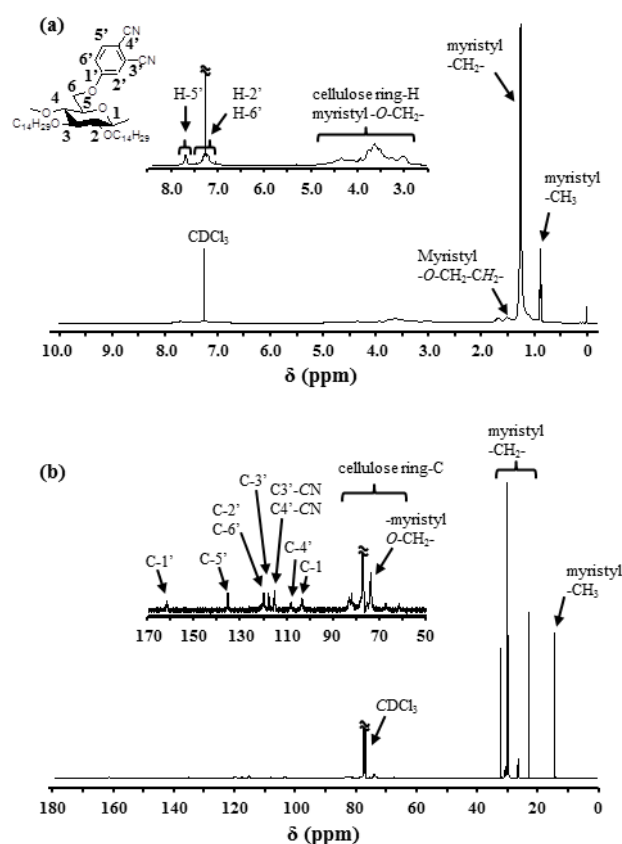 (a)
CN
5'
4'
CN
6'
3'
1'
2'
6
O
4
5
O
O
1
C14H29
O
3
2
O
C14H29
H-5'
H-2'
H-6'
cellulose ring-H
myristyl -O-CH2-
8.0 7.0 6.0 5.0 4.0 3.0
myristyl
-CH2-
myristyl
-CH3
CDCl3
Myristyl
-O-CH2-CH2-
10.0 9.0 8.0 7.0 6.0 5.0 4.0 3.0 2.0 1.0 0
δ (ppm)
(b)
myristyl
-CH2-
cellulose ring-C
C-3'
C3'-CN
C4'-CN
C-2'
C-6'
-myristyl
O-CH2-
C-1'
C-5'
C-4'
C-1
myristyl
-CH3
170 150 130 110 90 70 50
CDCl3
180 160 140 120 100 80 60 40 20 0
δ (ppm)